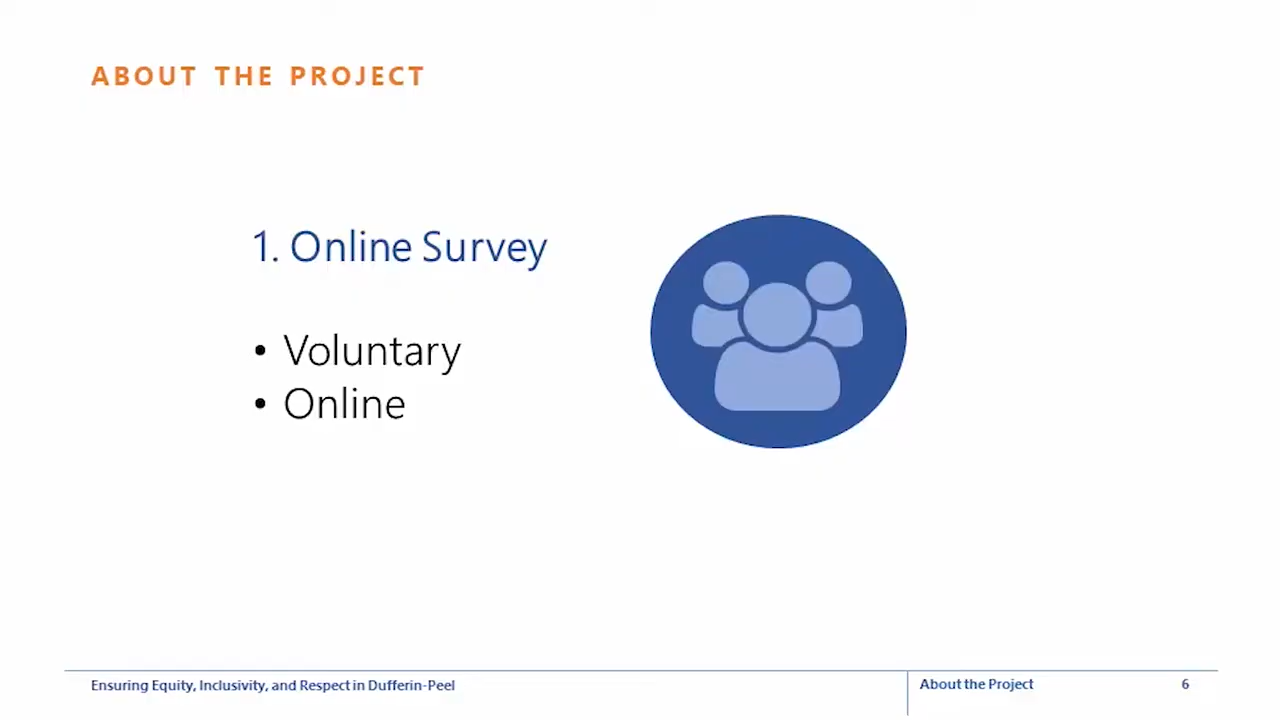 ABOUT THE PROJECT
1. Online Survey
• Voluntary
• Online
Ensuring Equity, Inclusivity, and Respect in Dufferin-Peel
About the Project
6